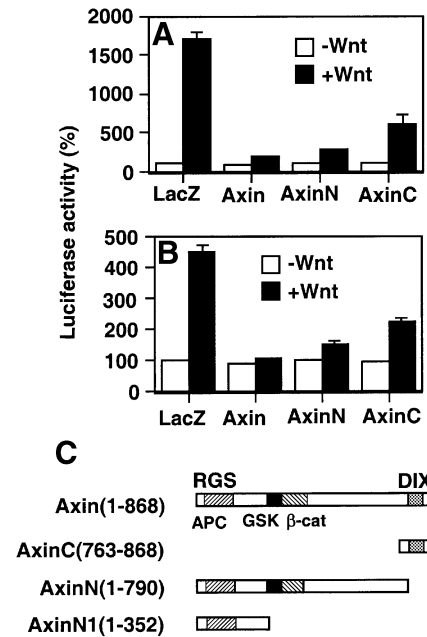 2000
A
-Wnt
1500
+Wnt
1000
500
0
LacZ Axin AxinN AxinC
Luciferase activity (%)
500
B
-Wnt
400
+Wnt
300
200
100
0
LacZ Axin AxinN AxinC
C
RGS DIX
Axin(1-868)
APC GSK β-cat
AxinC(763-868)
AxinN(1-790)
AxinN1(1-352)